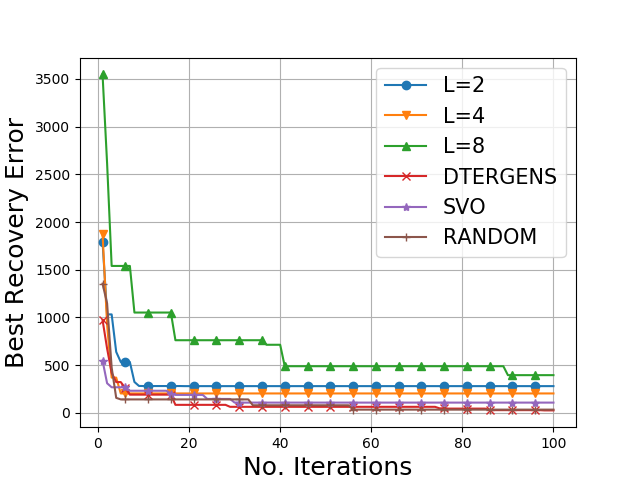 3500
3000
2500
2000
1500
1000
500
0
Best Recovery Error
L=2
L=4
L=8
DTERGENS
SVO
RANDOM
0 20 40 60 80 100
No. Iterations